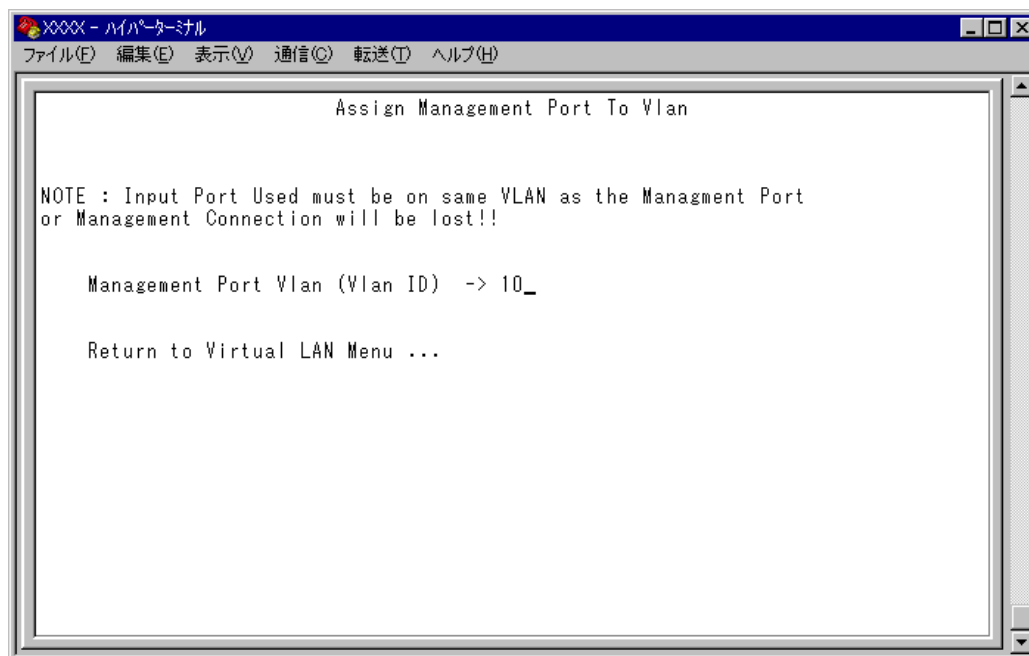 XXXX - ハイパーターミナル
ファイル(F) 編集(E) 表示(V) 通信(C) 転送(T) ヘルプ(H)
Assign Management Port To Vlan
NOTE : Input Port Used must be on same VLAN as the Managment Port
or Management Connection will be lost!!
Management Port Vlan (Vlan ID) -> 10_
Return to Virtual LAN Menu ...